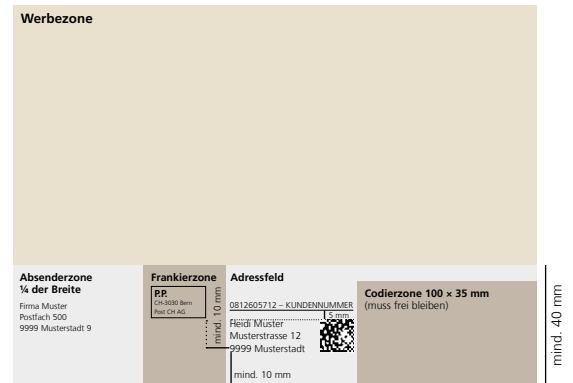 Werbezone
Absenderzone
¼ der Breite
Firma Muster
Postfach 500
9999 Musterstadt 9
Frankierzone
P.P.
CH-3030 Bern
Post CH AG
mind. 10 mm
Adressfeld
0812605712 – KUNDENNUMMER
5 mm
Heidi Muster
Musterstrasse 12
9999 Musterstadt
mind. 10 mm
Codierzone 100 × 35 mm
(muss frei bleiben)
mind. 40 mm